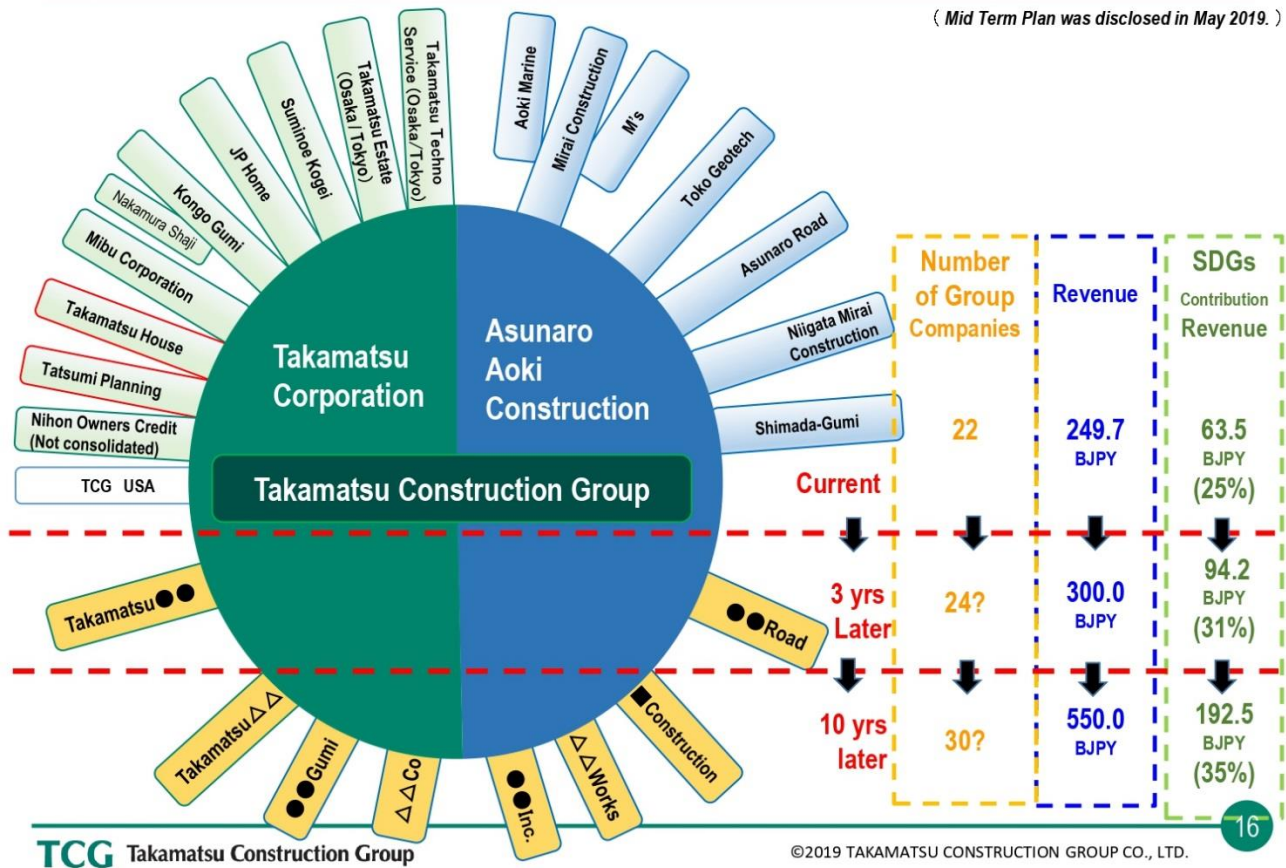 ( Mid Term Plan was disclosed in May 2019. )
Takamatsu Techno
Service (Osaka/Tokyo)
Takamatsu Estate
(Osaka / Tokyo)
Suminoe Kogei
JP Home
Kongo Gumi
Nakamura Shaji
Mibu Corporation
Takamatsu House
Tatsumi Planning
Nihon Owners Credit
(Not consolidated)
TCG USA
Aoki Marine
Mirai Construction
M's
Toko Geotech
Asunaro Road
Niigata Mirai
Construction
Shimada-Gumi
Takamatsu
Corporation
Asunaro
Aoki
Construction
Takamatsu Construction Group
Number
of Group
Companies
Revenue
SDGs
Contribution
Revenue
Current
22
249.7
BJPY
63.5
BJPY
(25%)
3 yrs
Later
24?
300.0
BJPY
94.2
BJPY
(31%)
10 yrs
later
30?
550.0
BJPY
192.5
BJPY
(35%)
Takamatsu●●
Takamatsu△△
●●Gumi
△△Co
●●Inc.
△△Works
■Construction
●●Road
16
TCG Takamatsu Construction Group
©2019 TAKAMATSU CONSTRUCTION GROUP CO., LTD.